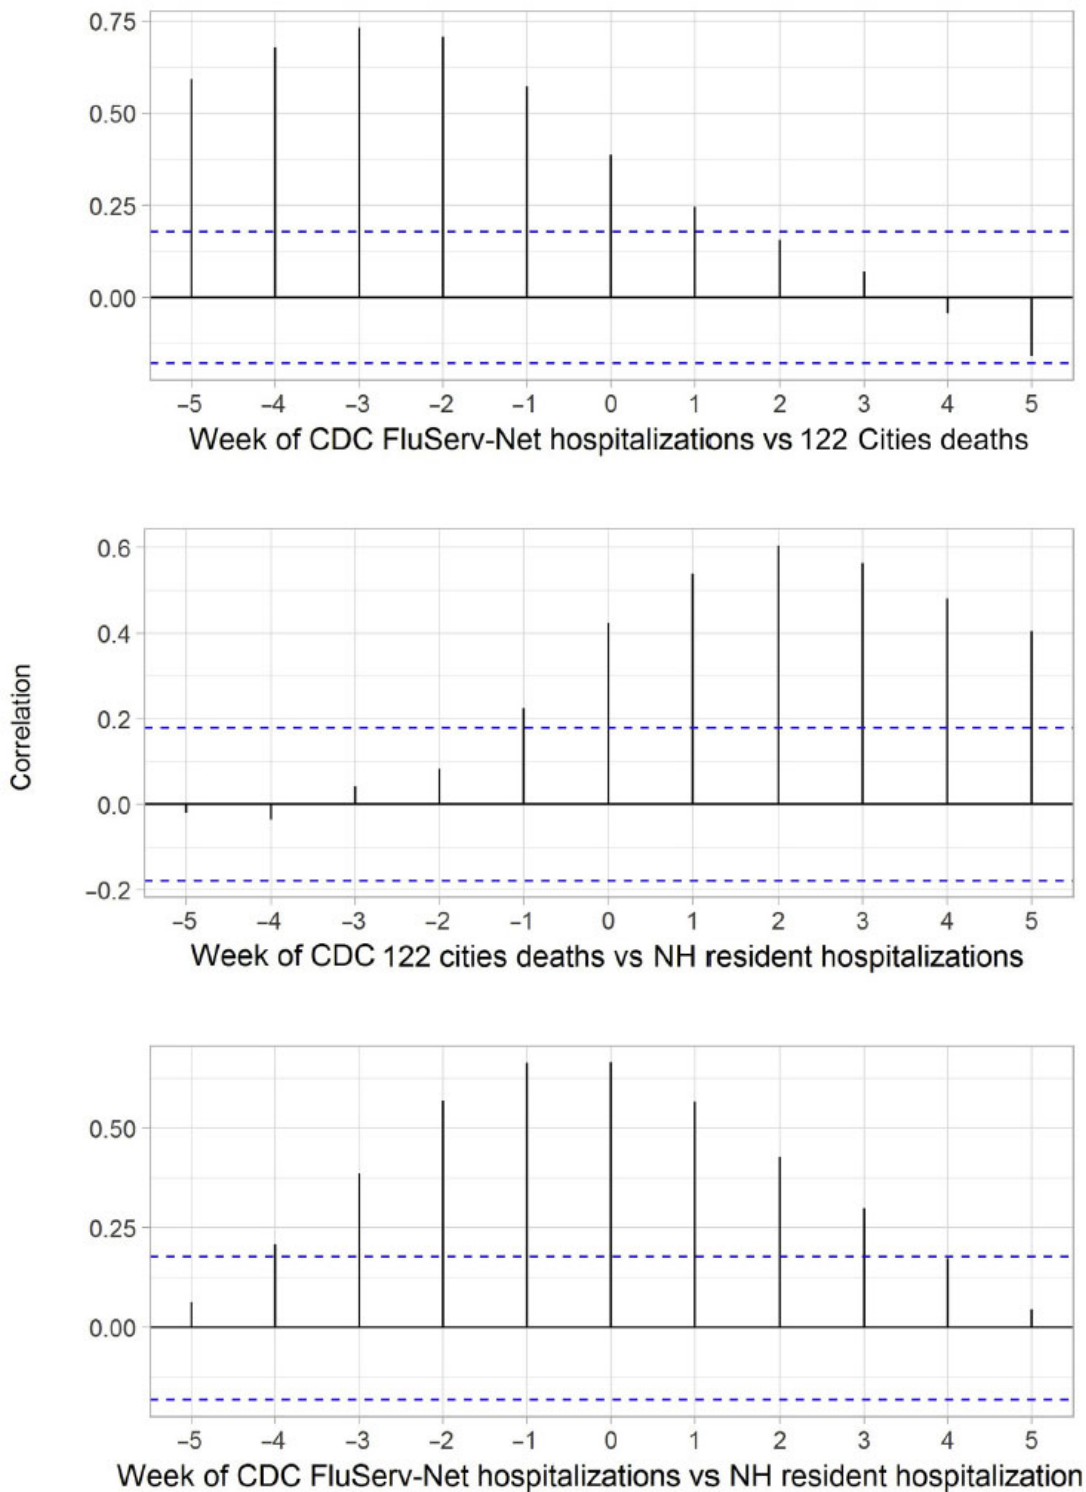 0.75
0.50
0.25
0.00
−5 −4 −3 −2 −1 0 1 2 3 4 5
Week of CDC FluServ-Net hospitalizations vs 122 Cities deaths
Correlation
0.6
0.4
0.2
0.0
−0.2
−5 −4 −3 −2 −1 0 1 2 3 4 5
Week of CDC 122 cities deaths vs NH resident hospitalizations
0.50
0.25
0.00
−5 −4 −3 −2 −1 0 1 2 3 4 5
Week of CDC FluServ-Net hospitalizations vs NH resident hospitalization